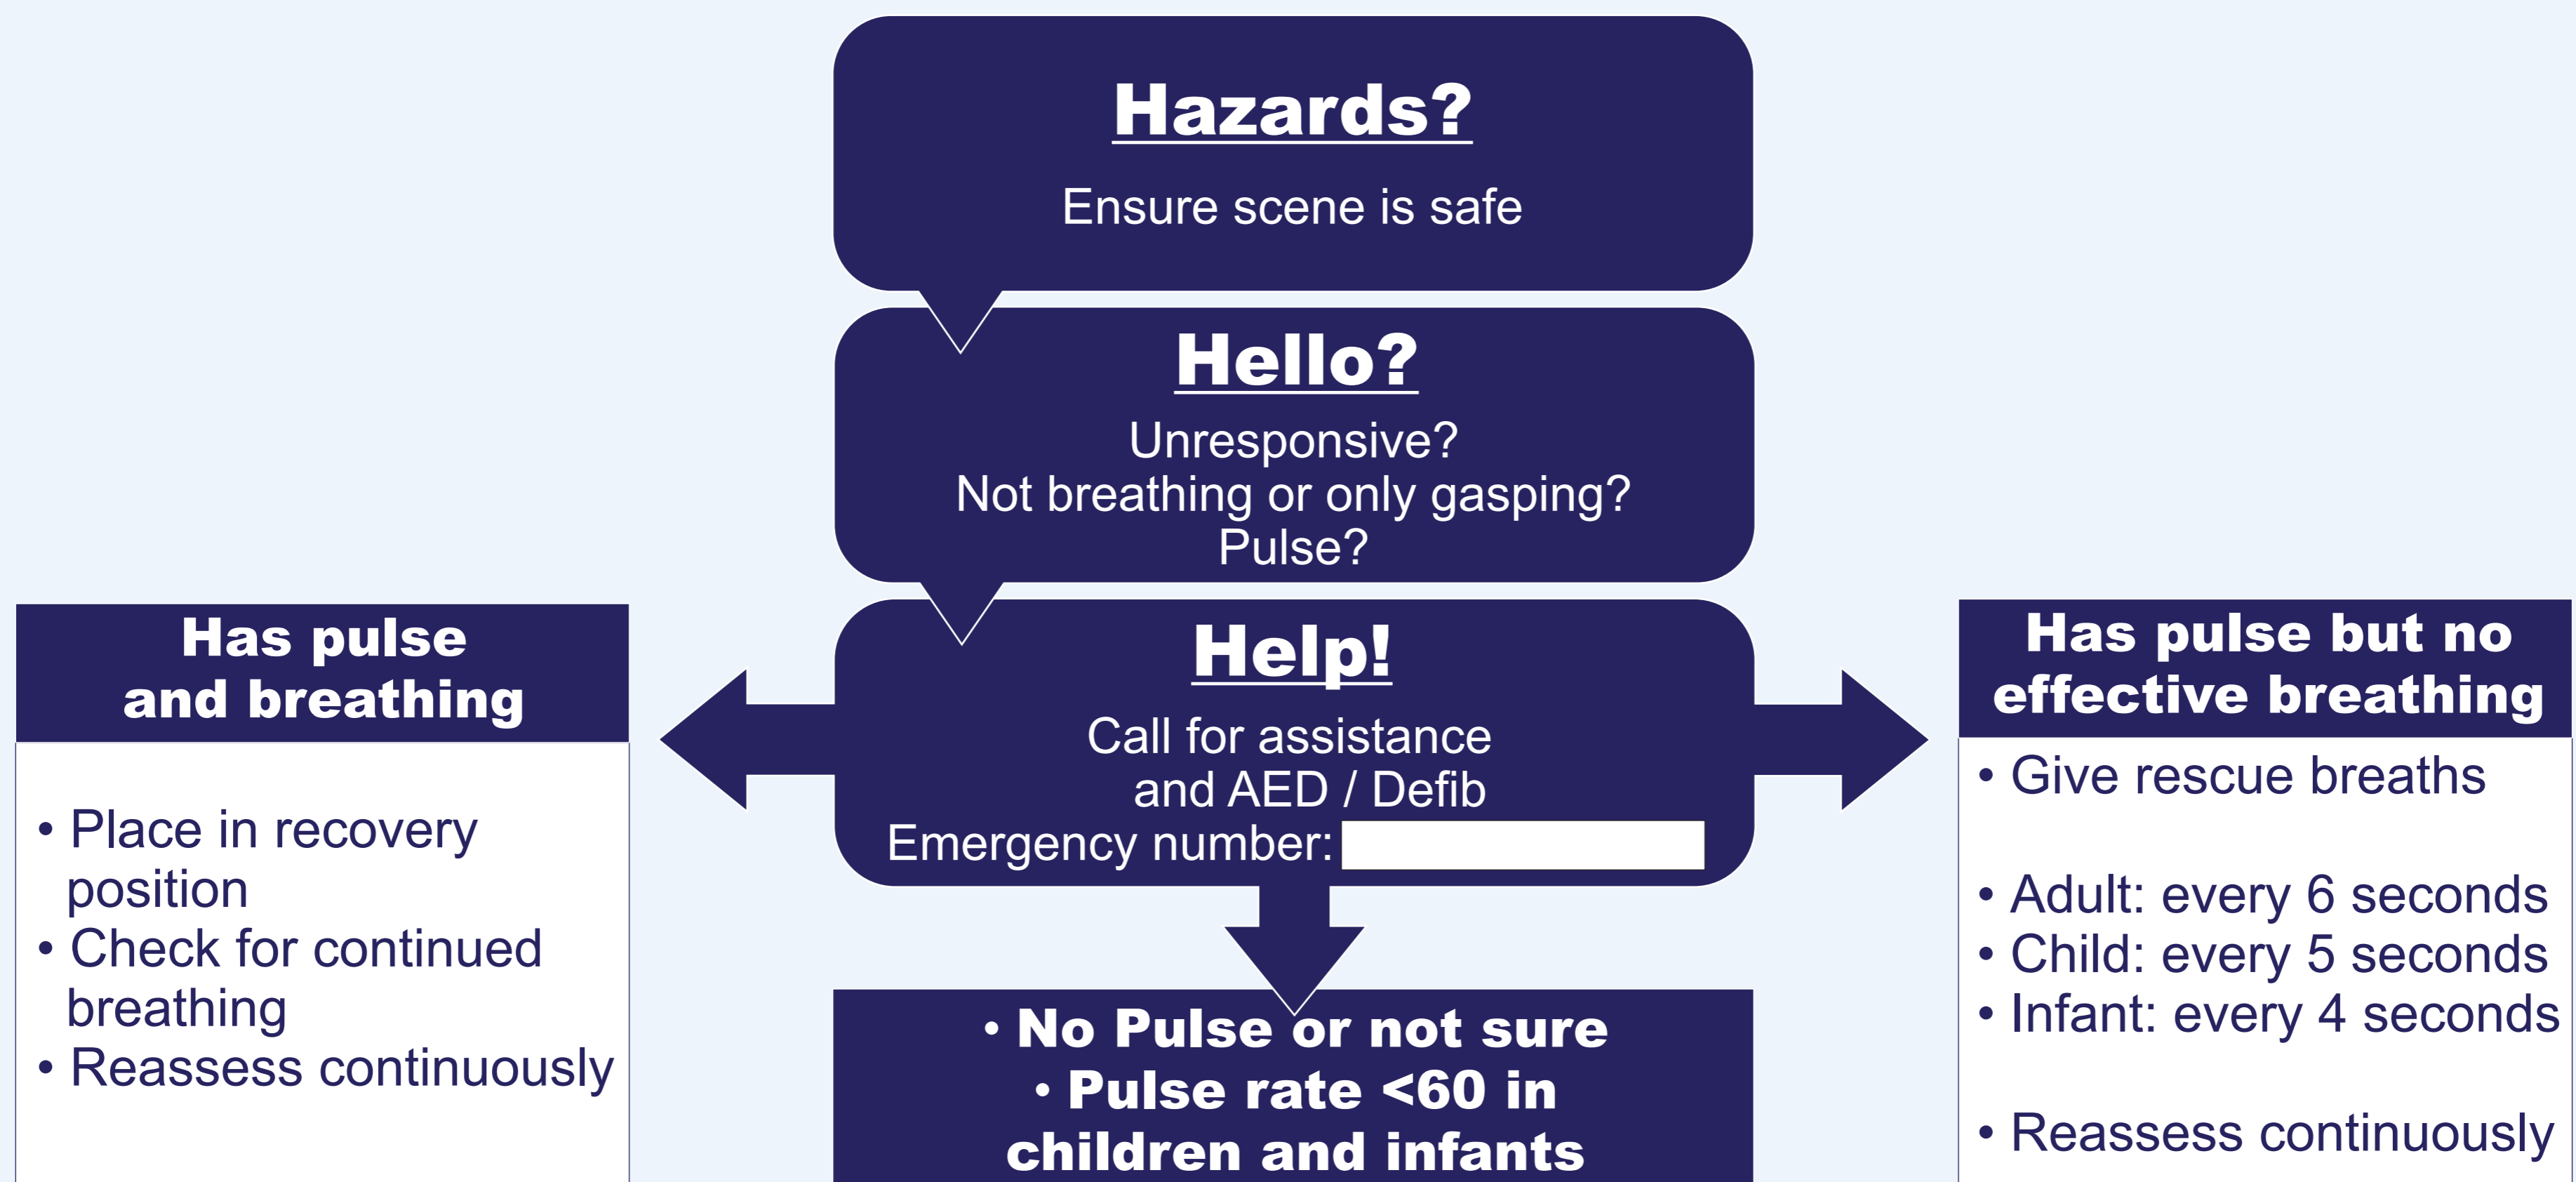 Hazards?
Ensure scene is safe
Hello?
Unresponsive?
Not breathing or only gasping?
Pulse?
Help!
Call for assistance
and AED / Defib
Emergency number:
Has pulse
and breathing
• Place in recovery
position
• Check for continued
breathing
• Reassess continuously
Has pulse but no
effective breathing
• Give rescue breaths
• Adult: every 6 seconds
• Child: every 5 seconds
• Infant: every 4 seconds
• Reassess continuously
• No Pulse or not sure
• Pulse rate <60 in
children and infants